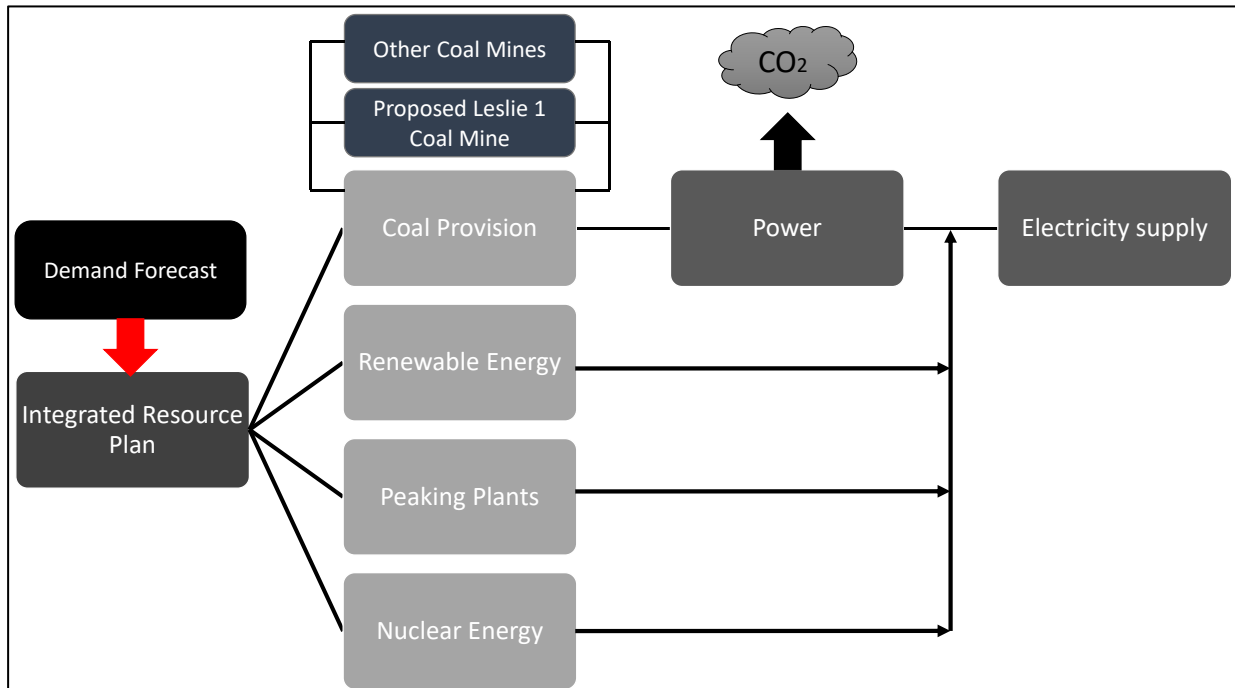 Other Coal Mines
Proposed Leslie 1
Coal Mine
CO₂
Coal Provision
Power
Electricity supply
Demand Forecast
Renewable Energy
Integrated Resource
Plan
Peaking Plants
Nuclear Energy